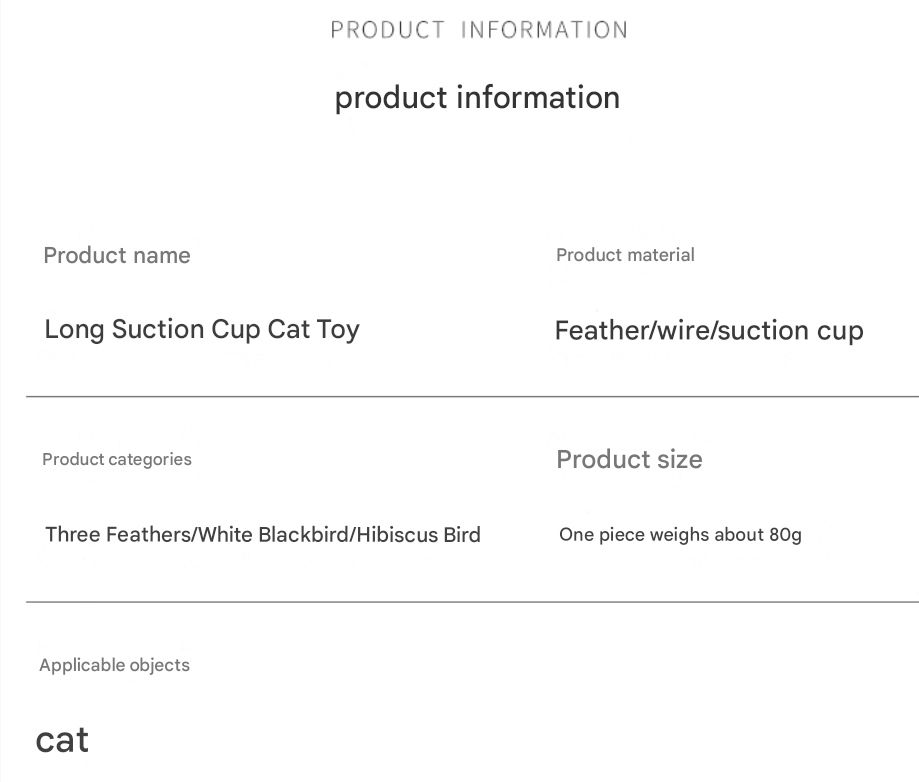 PRODUCT INFORMATION
product information
Product name
Product material
Long Suction Cup Cat Toy
Feather/wire/suction cup
Product categories
Product size
Three Feathers/White Blackbird/Hibiscus Bird
One piece weighs about 80g
Applicable objects
cat